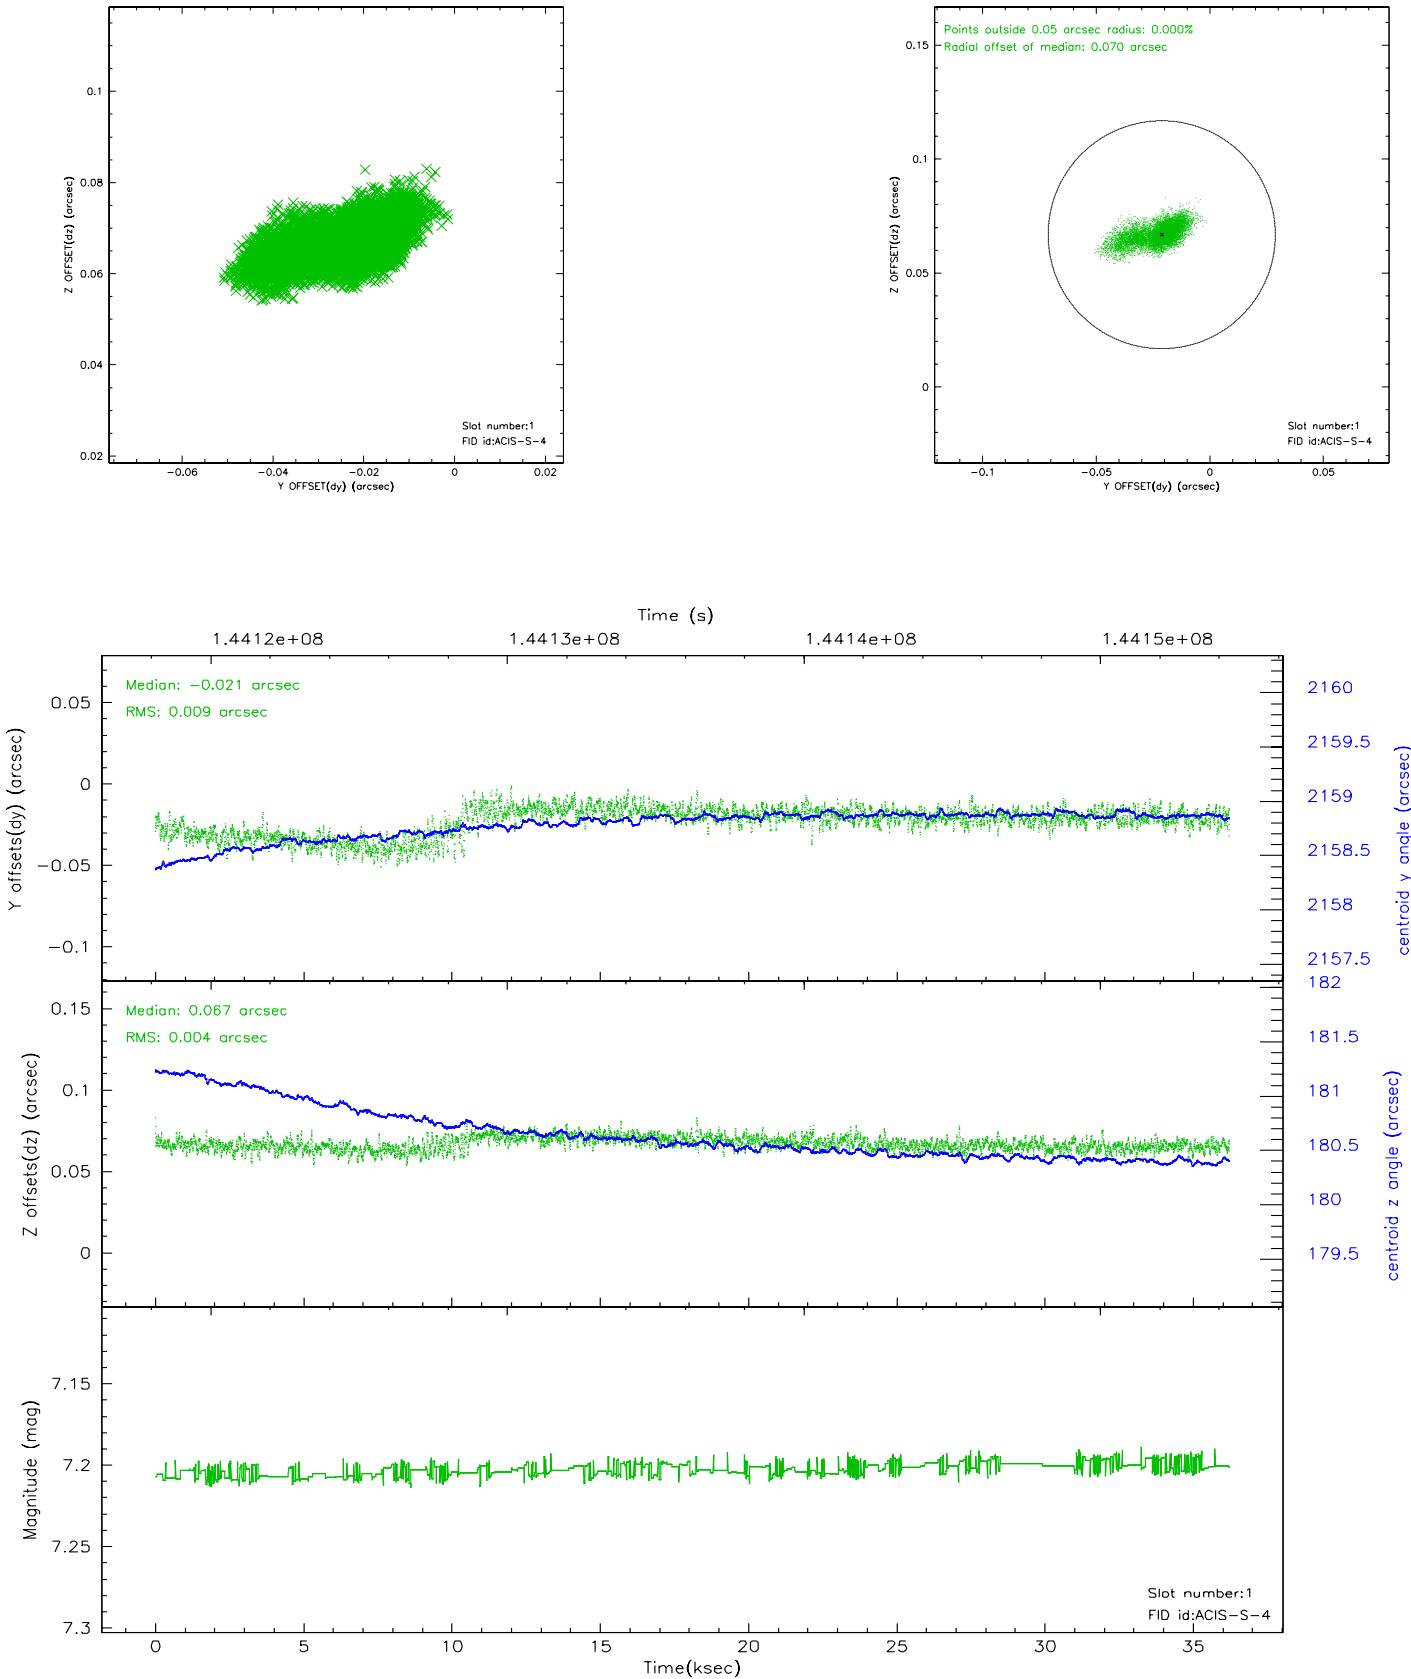 0.1
0.08
0.06
0.04
0.02
Z OFFSET(dz) (arcsec)
Slot number:1
FID id:ACIS-S-4
-0.06 -0.04 -0.02 0 0.02
Y OFFSET(dy) (arcsec)
Points outside 0.05 arcsec radius: 0.000%
Radial offset of median: 0.070 arcsec
0.15
0.1
0.05
0
Z OFFSET(dz) (arcsec)
Slot number:1
FID id:ACIS-S-4
-0.1 -0.05 0 0.05
Y OFFSET(dy) (arcsec)
Time (s)
1.4412e+08 1.4413e+08 1.4414e+08 1.4415e+08
Median: -0.021 arcsec
RMS: 0.009 arcsec
0.05
0
-0.05
-0.1
Y offsets(dy) (arcsec)
2160
2159.5
2159
2158.5
2158
2157.5
centroid y angle (arcsec)
Median: 0.067 arcsec
RMS: 0.004 arcsec
0.15
0.1
0.05
0
Z offsets(dz) (arcsec)
182
181.5
181
180.5
180
179.5
centroid z angle (arcsec)
7.15
7.2
7.25
7.3
Magnitude (mag)
Slot number:1
FID id:ACIS-S-4
0 5 10 15 20 25 30 35
Time(ksec)